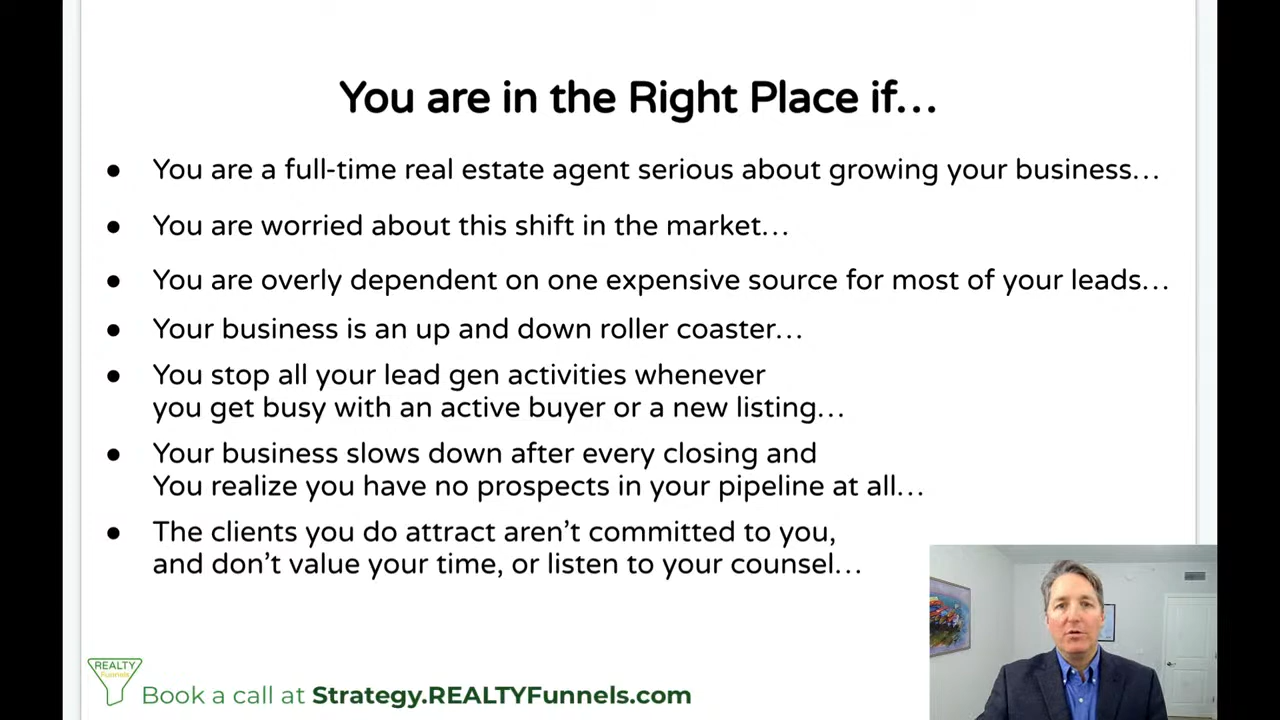 You are in the Right Place if...
● You are a full-time real estate agent serious about growing your business...
● You are worried about this shift in the market...
● You are overly dependent on one expensive source for most of your leads...
● Your business is an up and down roller coaster...
● You stop all your lead gen activities whenever
you get busy with an active buyer or a new listing...
● Your business slows down after every closing and
You realize you have no prospects in your pipeline at all...
● The clients you do attract aren't committed to you,
and don't value your time, or listen to your counsel...
REALTY
Funnels
Book a call at Strategy.REALTYFunnels.com